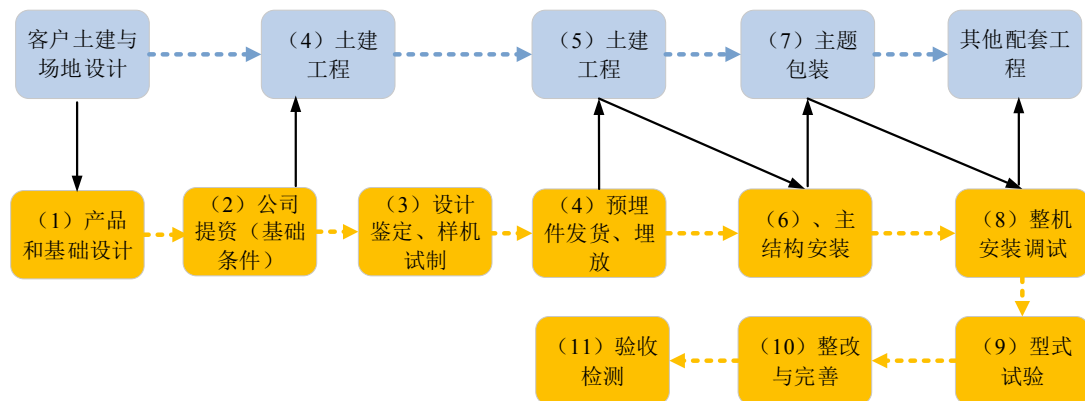 客户土建与
场地设计
（4）土建
工程
（5）土建
工程
（7）主题
包装
其他配套工
程
（1）产品
和基础设计
（2）公司
提资（基础
条件）
（3）设计
鉴定、样机
试制
（4）预埋
件发货、埋
放
（6）、主
结构安装
（8）整机
安装调试
（11）验收
检测
（10）整改
与完善
（9）型式
试验